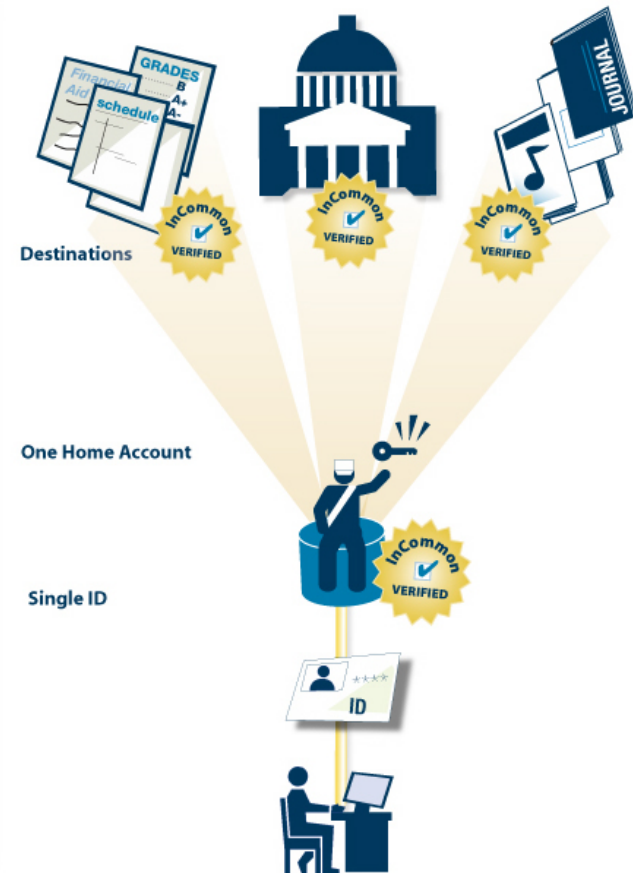 Financial
Aid
GRADES
B
A+
A-
schedule
JOURNAL
InCommon
VERIFIED
InCommon
VERIFIED
InCommon
VERIFIED
Destinations
One Home Account
InCommon
VERIFIED
Single ID
****
ID